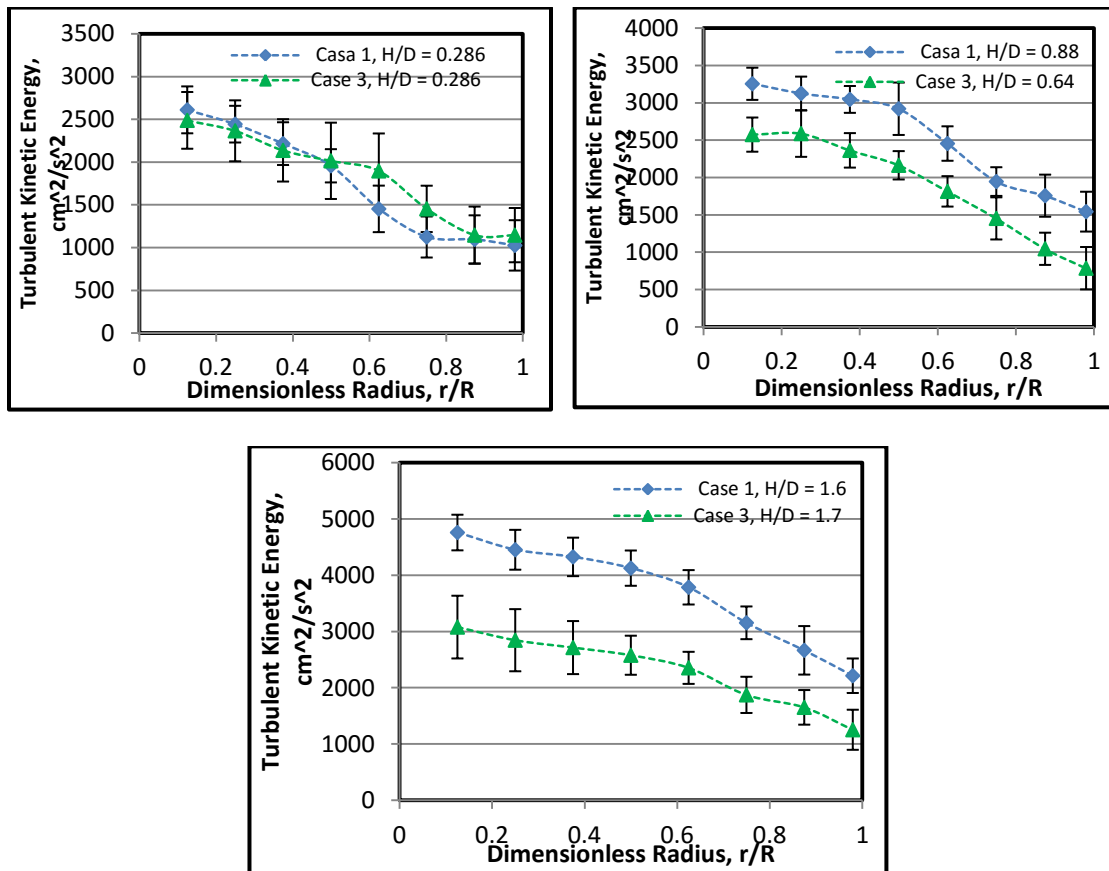 3500
3000
2500
2000
1500
1000
500
0
Turbulent Kinetic Energy,
cm^2/s^2
Casa 1, H/D = 0.286
Case 3, H/D = 0.286
0 0.2 0.4 0.6 0.8 1
Dimensionless Radius, r/R
4000
3500
3000
2500
2000
1500
1000
500
0
Turbulent Kinetic Energy,
cm^2/s^2
Casa 1, H/D = 0.88
Case 3, H/D = 0.64
0 0.2 0.4 0.6 0.8 1
Dimensionless Radius, r/R
6000
5000
4000
3000
2000
1000
0
Turbulent Kinetic Energy,
cm^2/s^2
Case 1, H/D = 1.6
Case 3, H/D = 1.7
0 0.2 0.4 0.6 0.8 1
Dimensionless Radius, r/R